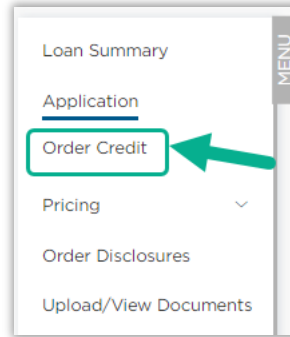 Loan Summary
MENU
Application
Order Credit
Pricing
Order Disclosures
Upload/View Documents